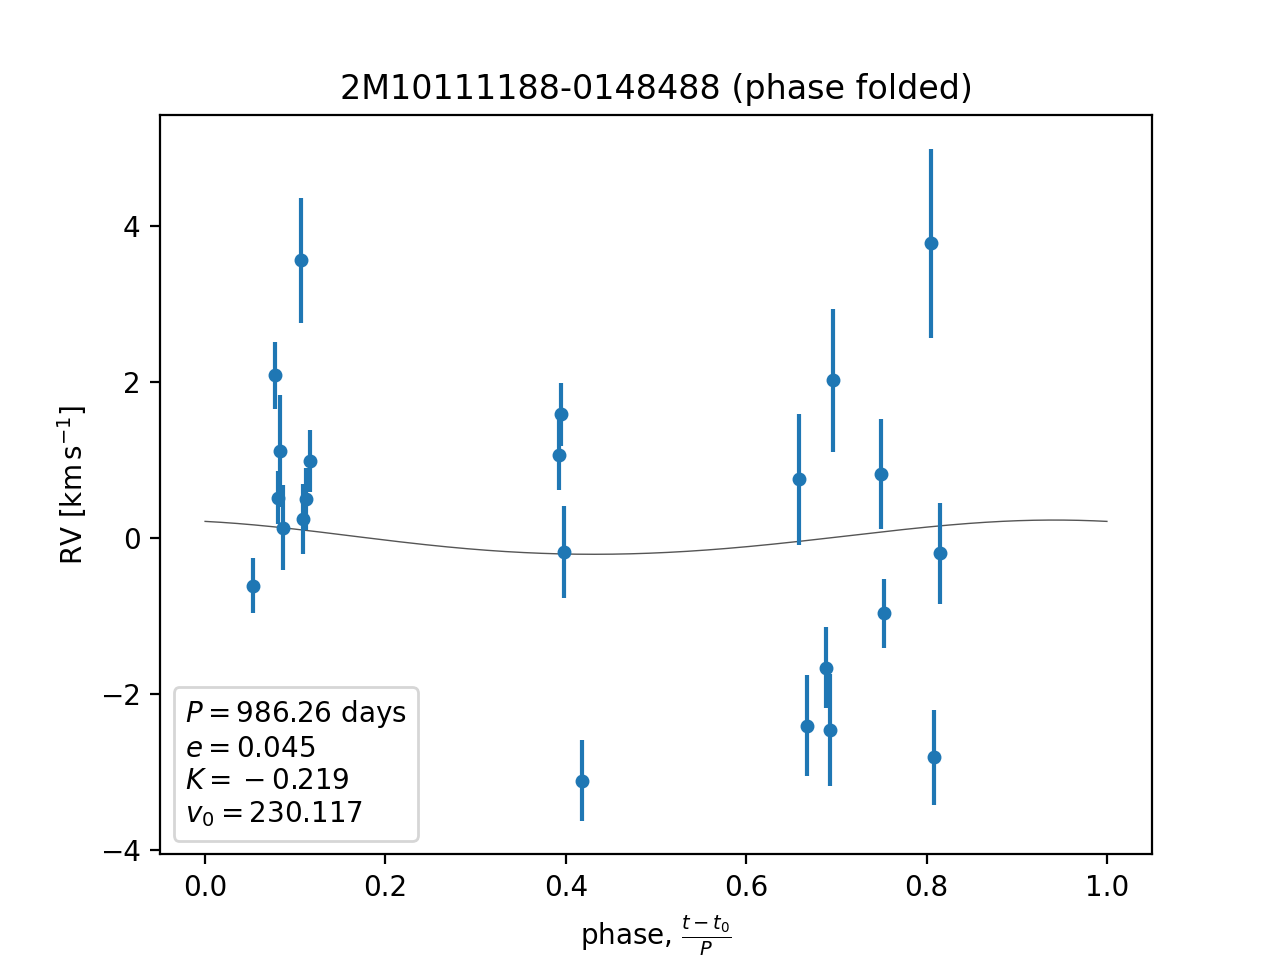 2M10111188-0148488 (phase folded)
RV [km s⁻¹]
4
2
0
−2
−4
P = 986.26 days
e = 0.045
K = −0.219
v₀ = 230.117
0.0 0.2 0.4 0.6 0.8 1.0
phase, (t − t₀)/P